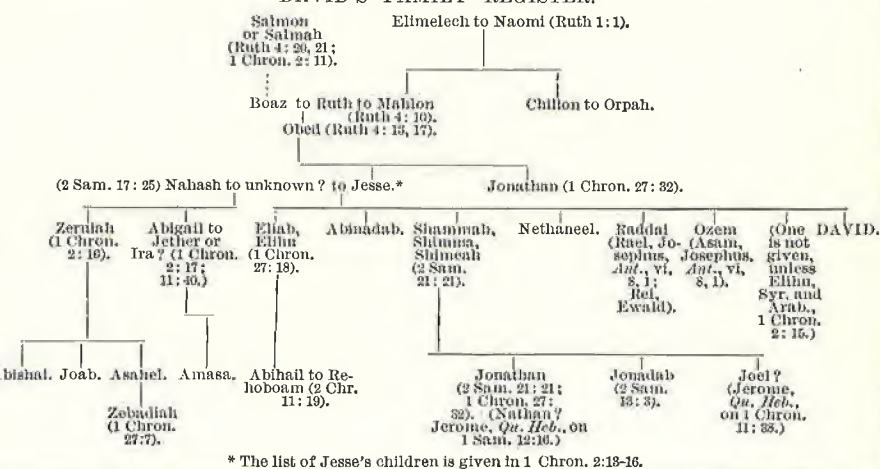 DAVID'S FAMILY REGISTER.
Salmon
or Salmah
(Ruth 4: 20, 21;
1 Chron. 2: 11).
Elimelech to Naomi (Ruth 1:1).
Boaz to Ruth to Mahlon
(Ruth 4: 10).
Chilion to Orpah.
Obed (Ruth 4: 13, 17).
(2 Sam. 17: 25) Nahash to unknown? to Jesse.*
Jonathan (1 Chron. 27: 32).
Zeruiah
(1 Chron.
2: 16).
Abigail to
Jether or
Ira? (1 Chron.
2: 17;
11: 40.)
Eliab,
Elihu
(1 Chron.
27: 18).
Abinadab.
Shammah,
Shimma,
Shimeah
(2 Sam.
21: 21).
Nethaneel.
Raddai
(Rael, Jo-
sephus,
Ant., vi,
8, 1;
Rei,
Ewald).
Ozem
(Asam,
Josephus,
Ant., vi,
8, 1).
(One
is not
given,
unless
Elihu,
Syr. and
Arab.,
1 Chron.
2: 15.)
DAVID.
bishai.
Joab.
Asahel.
Amasa.
Abihail to Re-
hoboam (2 Chr.
11: 19).
Zebadiah
(1 Chron.
27:7).
Jonathan
(2 Sam. 21: 21;
1 Chron. 27:
32). (Nathan?
Jerome, Qu. Heb., on
1 Sam. 12:16.)
Jonadab
(2 Sam.
13: 3).
Joel?
(Jerome,
Qu. Heb.,
on 1 Chron.
11: 38.)
* The list of Jesse's children is given in 1 Chron. 2:13-16.